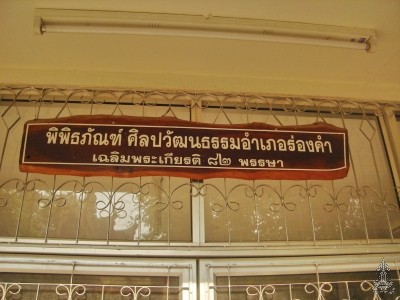 พิพิธภัณฑ์ ศิลปวัฒนธรรมอำเภอร่องคำ
เฉลิมพระเกียรติ ๘๒ พรรษา